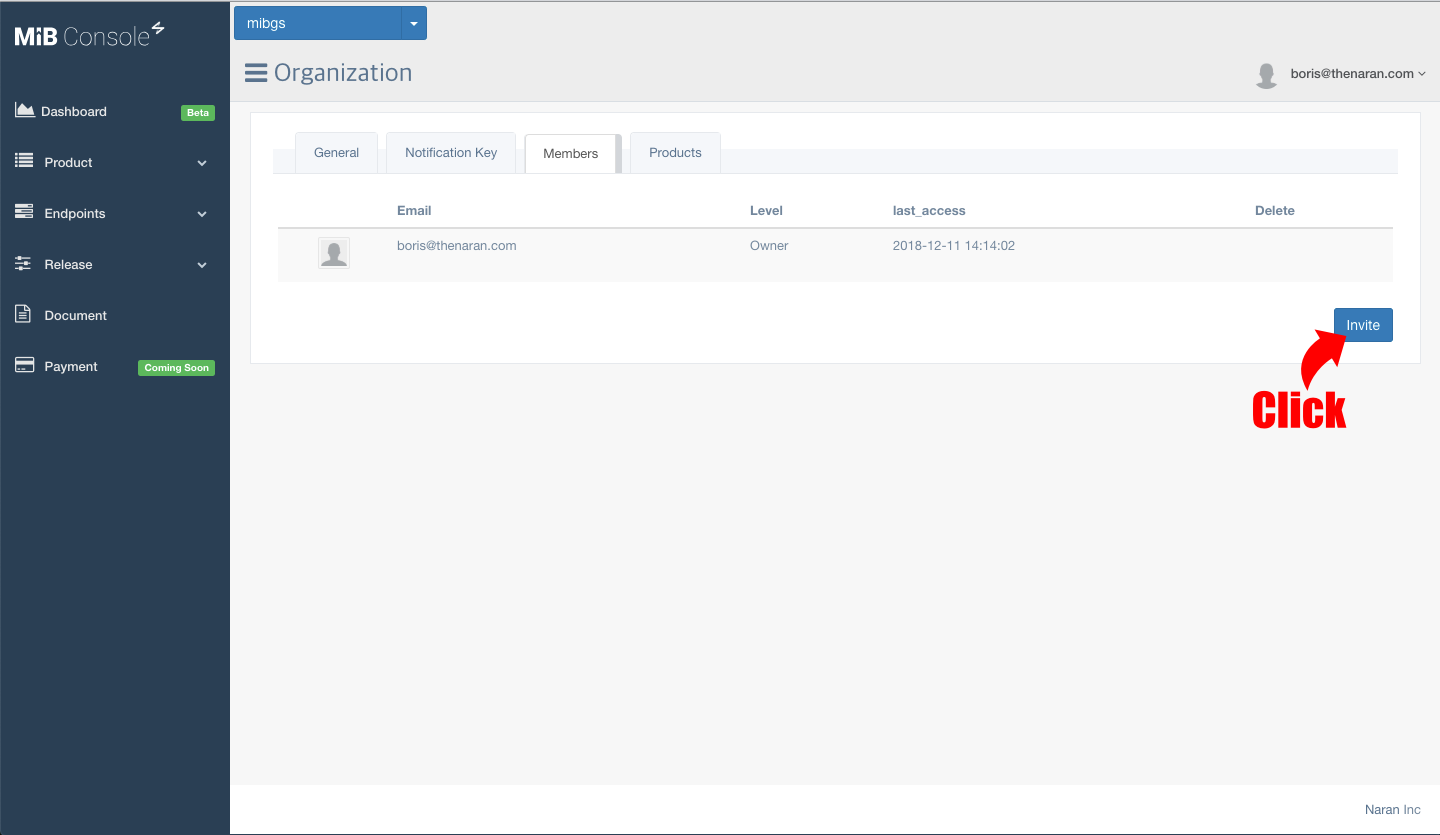 MiB Console
mibgs
Organization
boris@thenaran.com
Dashboard Beta
Product
Endpoints
Release
Document
Payment Coming Soon
General Notification Key Members Products
Email Level last_access Delete
boris@thenaran.com Owner 2018-12-11 14:14:02
Invite
Click
Naran Inc